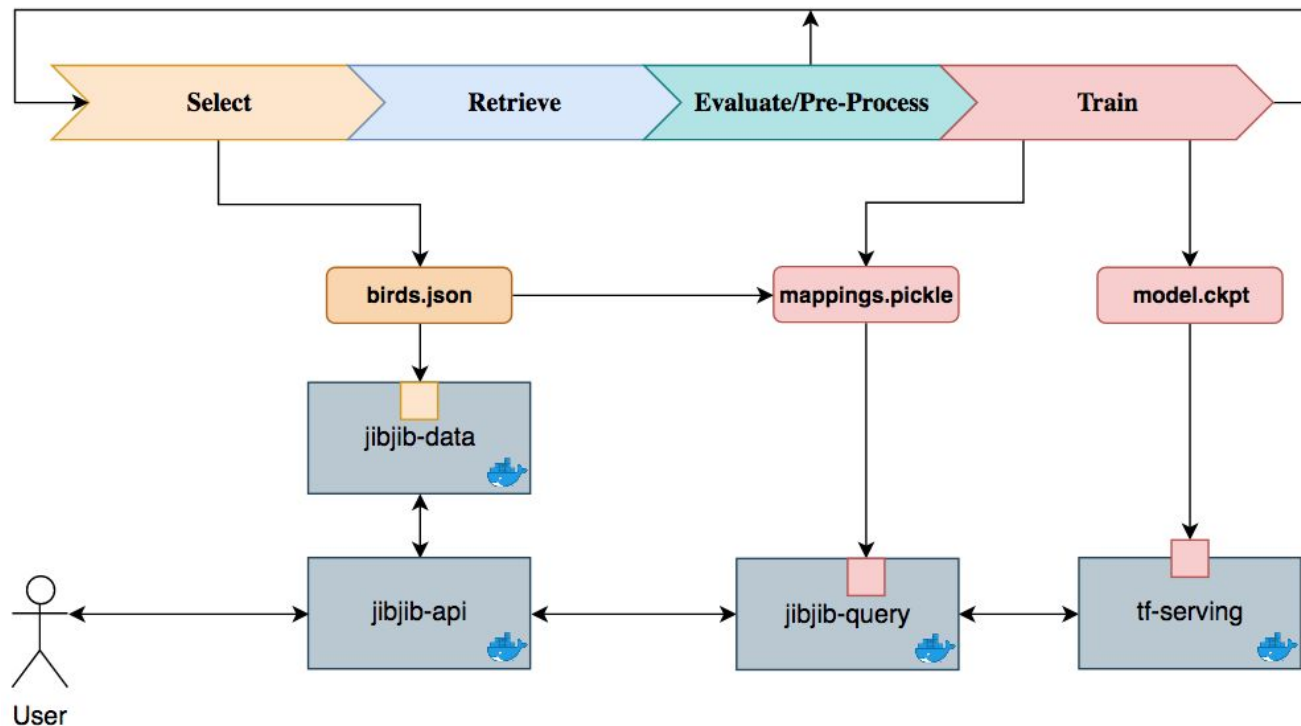 Select
Retrieve
Evaluate/Pre-Process
Train
birds.json
mappings.pickle
model.ckpt
jibjib-data
jibjib-api
jibjib-query
tf-serving
User